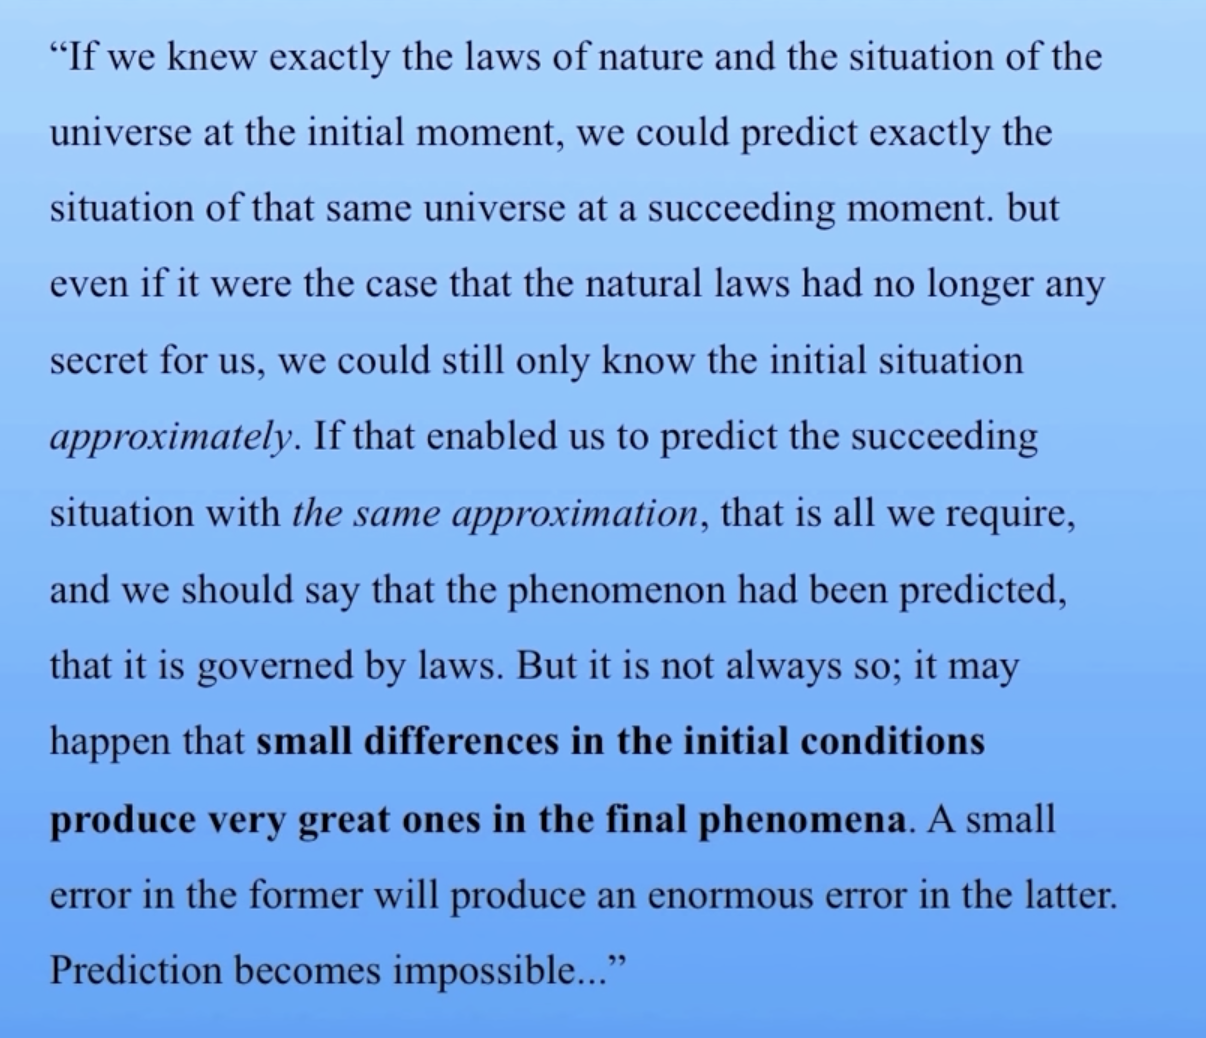 “If we knew exactly the laws of nature and the situation of the
universe at the initial moment, we could predict exactly the
situation of that same universe at a succeeding moment. but
even if it were the case that the natural laws had no longer any
secret for us, we could still only know the initial situation
approximately. If that enabled us to predict the succeeding
situation with the same approximation, that is all we require,
and we should say that the phenomenon had been predicted,
that it is governed by laws. But it is not always so; it may
happen that small differences in the initial conditions
produce very great ones in the final phenomena. A small
error in the former will produce an enormous error in the latter.
Prediction becomes impossible...”